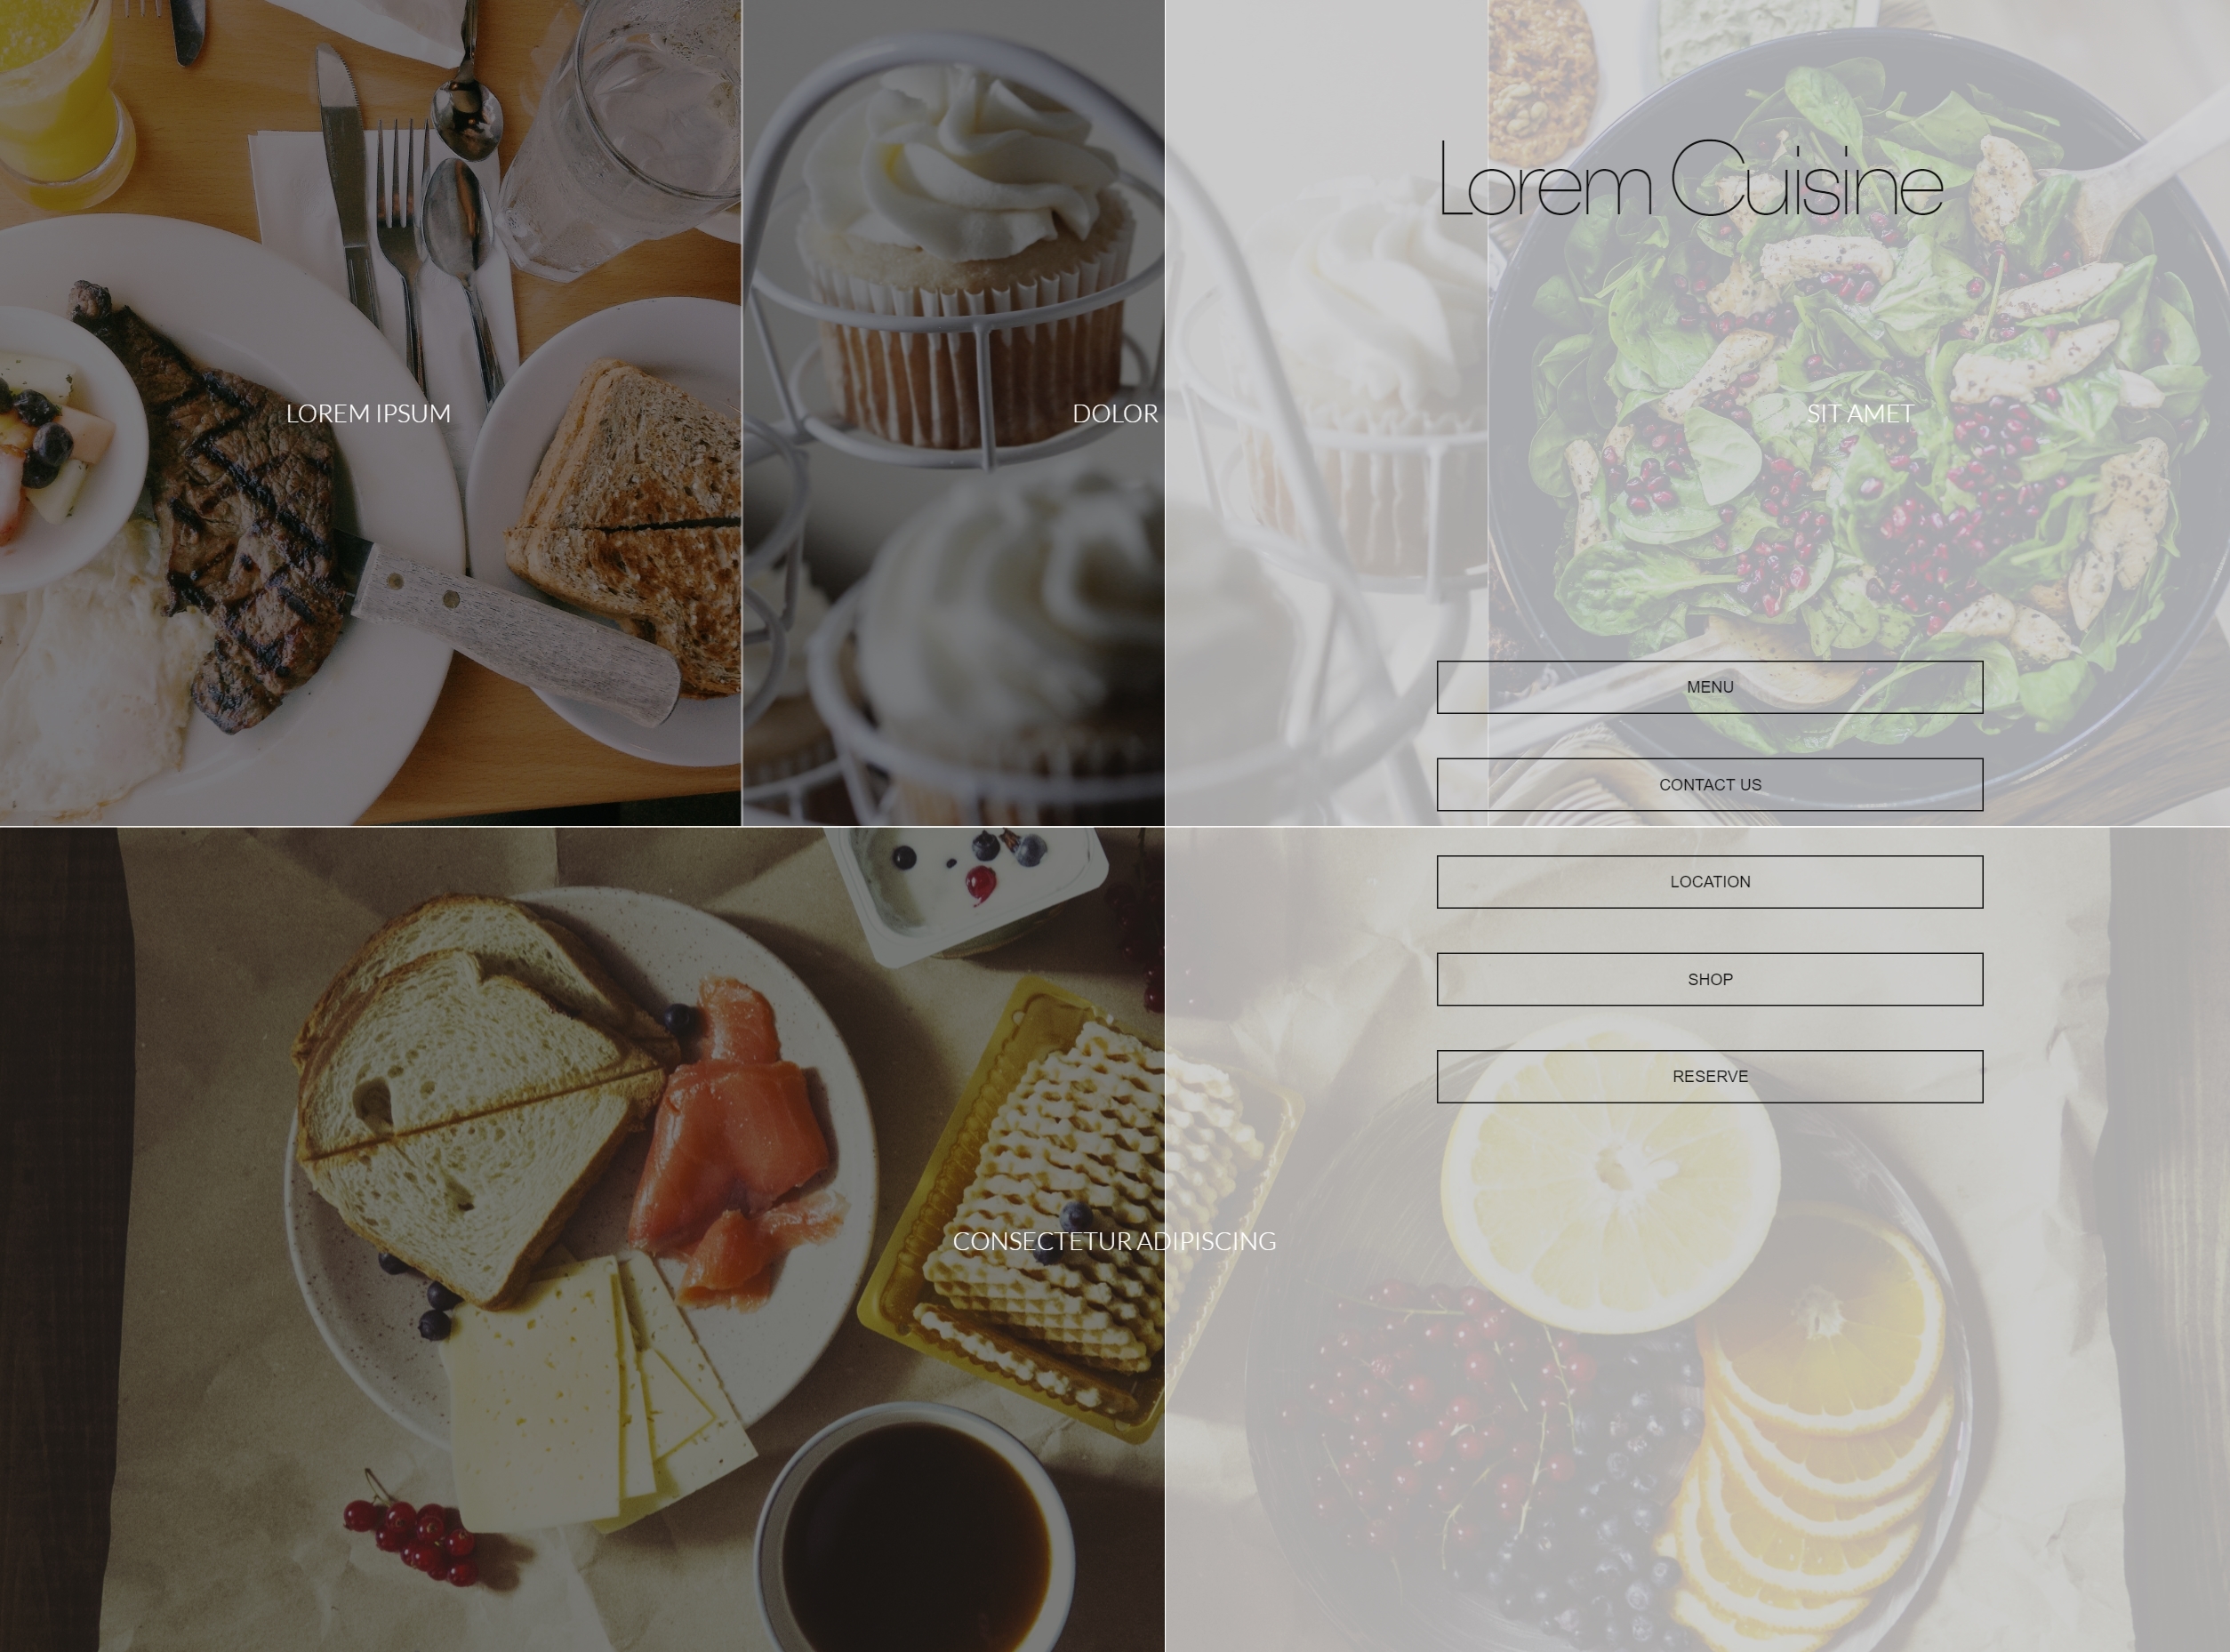 Lorem Cuisine
LOREM IPSUM
DOLOR
SIT AMET
MENU
CONTACT US
LOCATION
SHOP
RESERVE
CONSECTETUR ADIPISCING